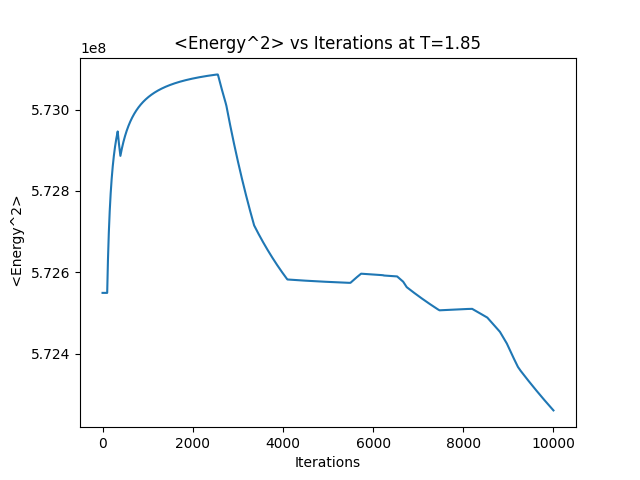 <Energy^2> vs Iterations at T=1.85
1e8
5.730
5.728
5.726
5.724
<Energy^2>
0 2000 4000 6000 8000 10000
Iterations